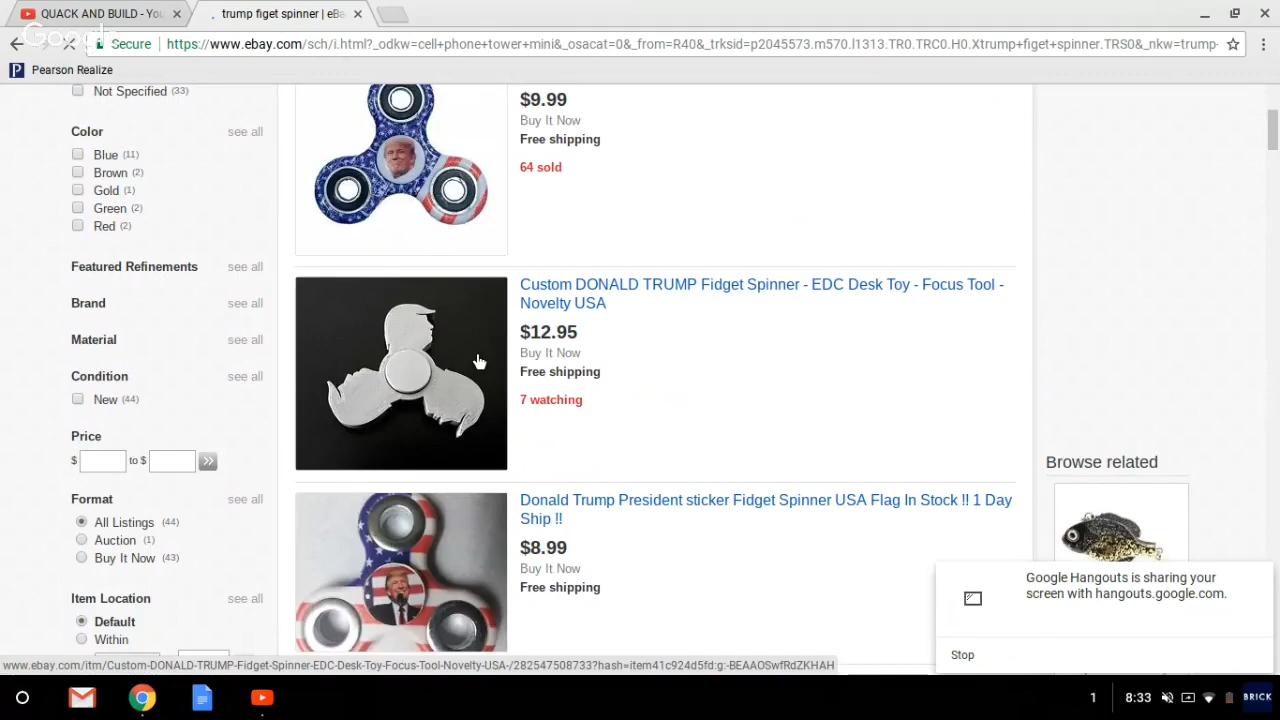 QUACK AND BUILD - You
trump figet spinner | eBa
Google
Secure
https://www.ebay.com/sch/i.html?_odkw=cell+phone+tower+mini&_osacat=0&_from=R40&_trksid=p2045573.m570.l1313.TR0.TRC0.H0.Xtrump+figet+spinner.TRS0&_nkw=trump-
Pearson Realize
Not Specified (33)
Color see all
Blue (11)
Brown (2)
Gold (1)
Green (2)
Red (2)
Featured Refinements see all
Brand see all
Material see all
Condition see all
New (44)
Price
$ to $
Format see all
All Listings (44)
Auction (1)
Buy It Now (43)
Item Location see all
Default
Within
$9.99
Buy It Now
Free shipping
64 sold
Custom DONALD TRUMP Fidget Spinner - EDC Desk Toy - Focus Tool -
Novelty USA
$12.95
Buy It Now
Free shipping
7 watching
Donald Trump President sticker Fidget Spinner USA Flag In Stock !! 1 Day
Ship !!
$8.99
Buy It Now
Free shipping
Browse related
Google Hangouts is sharing your
screen with hangouts.google.com.
Stop
www.ebay.com/itm/Custom-DONALD-TRUMP-Fidget-Spinner-EDC-Desk-Toy-Focus-Tool-Novelty-USA-/282547508733?hash=item41c924d5fd:g:-BEAAOSwfRdZKHAH
1 8:33 BRICK